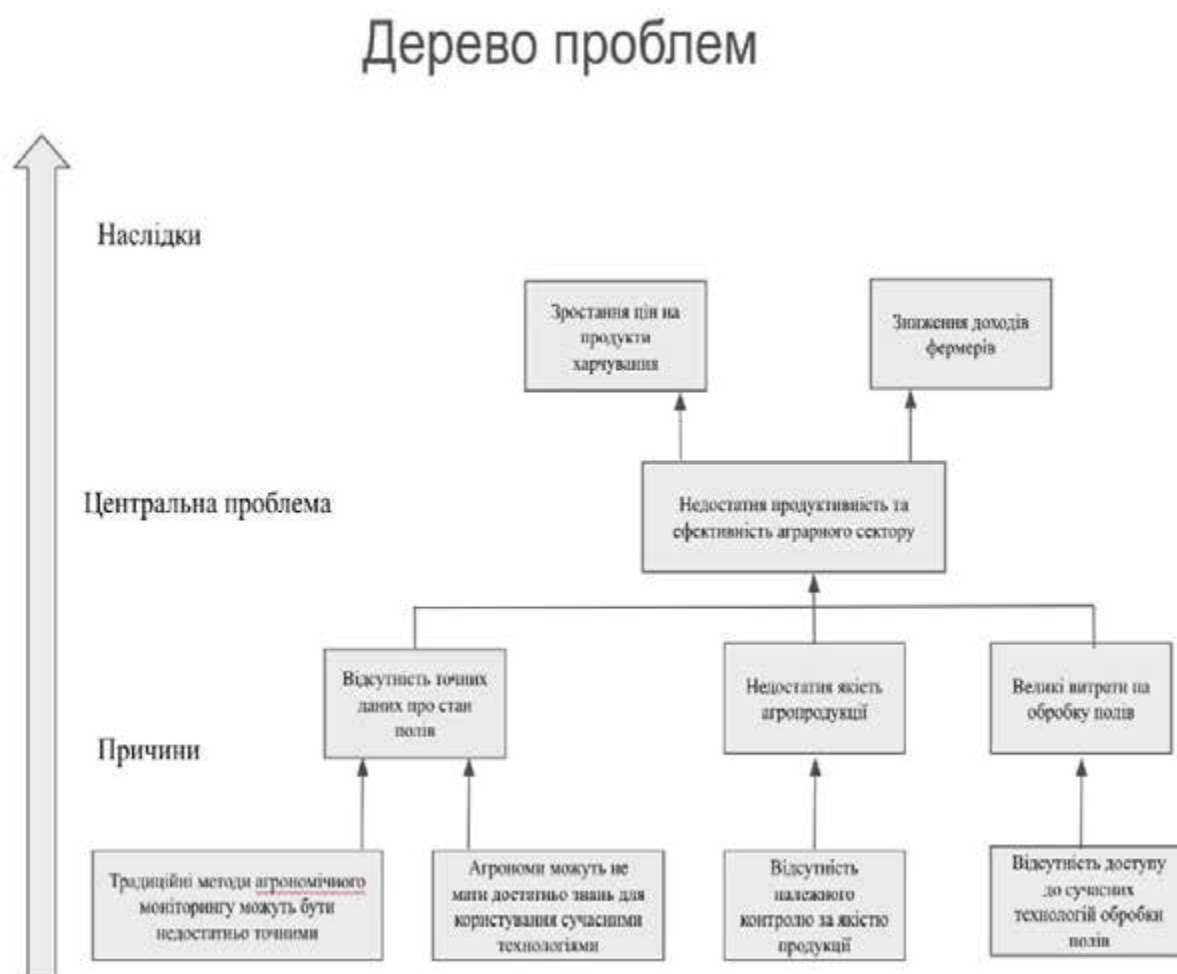 Дерево проблем
Наслідки
Зростання цін на
продукти
харчування
Зниження доходів
фермерів
Центральна проблема
Недостатня продуктивність та
ефективність аграрного сектору
Відсутність точних
даних про стан
полів
Недостатня якість
агропродукції
Великі витрати на
обробку полів
Причини
Традиційні методи агрономічного
моніторингу можуть бути
недостатньо точними
Агрономи можуть не
мати достатньо знань для
користування сучасними
технологіями
Відсутність
належного
контролю за якістю
продукції
Відсутність доступу
до сучасних
технологій обробки
полів